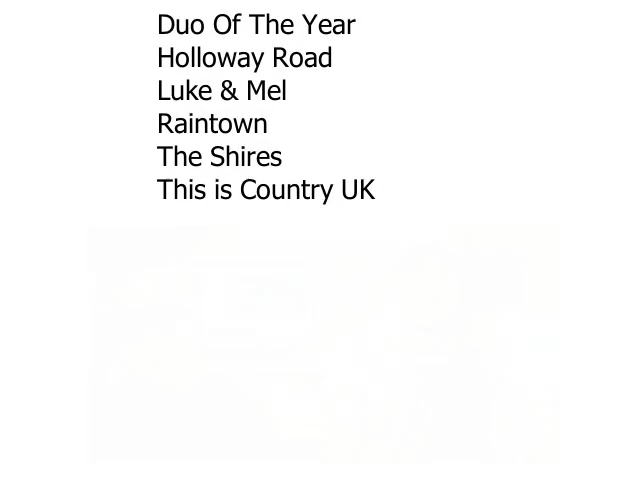 Duo Of The Year
Holloway Road
Luke & Mel
Raintown
The Shires
This is Country UK